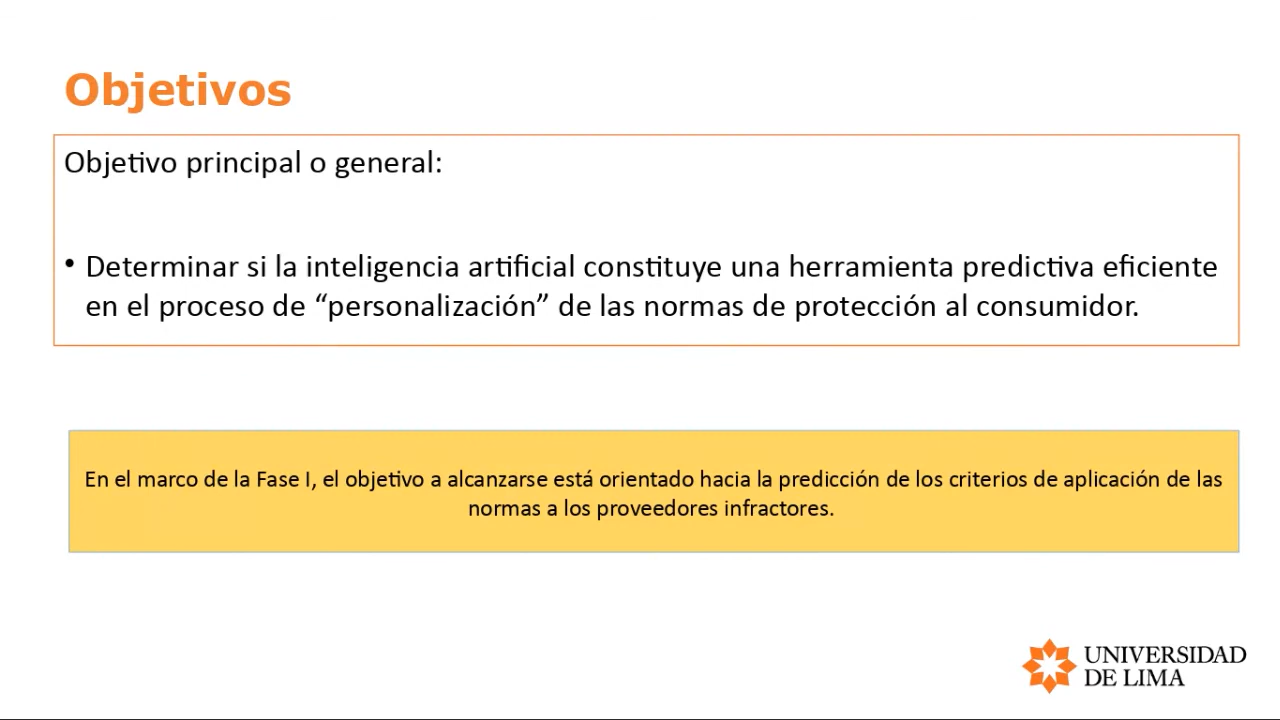 Objetivos
Objetivo principal o general:
• Determinar si la inteligencia artificial constituye una herramienta predictiva eficiente
en el proceso de “personalización” de las normas de protección al consumidor.
En el marco de la Fase I, el objetivo a alcanzarse está orientado hacia la predicción de los criterios de aplicación de las
normas a los proveedores infractores.
UNIVERSIDAD
DE LIMA